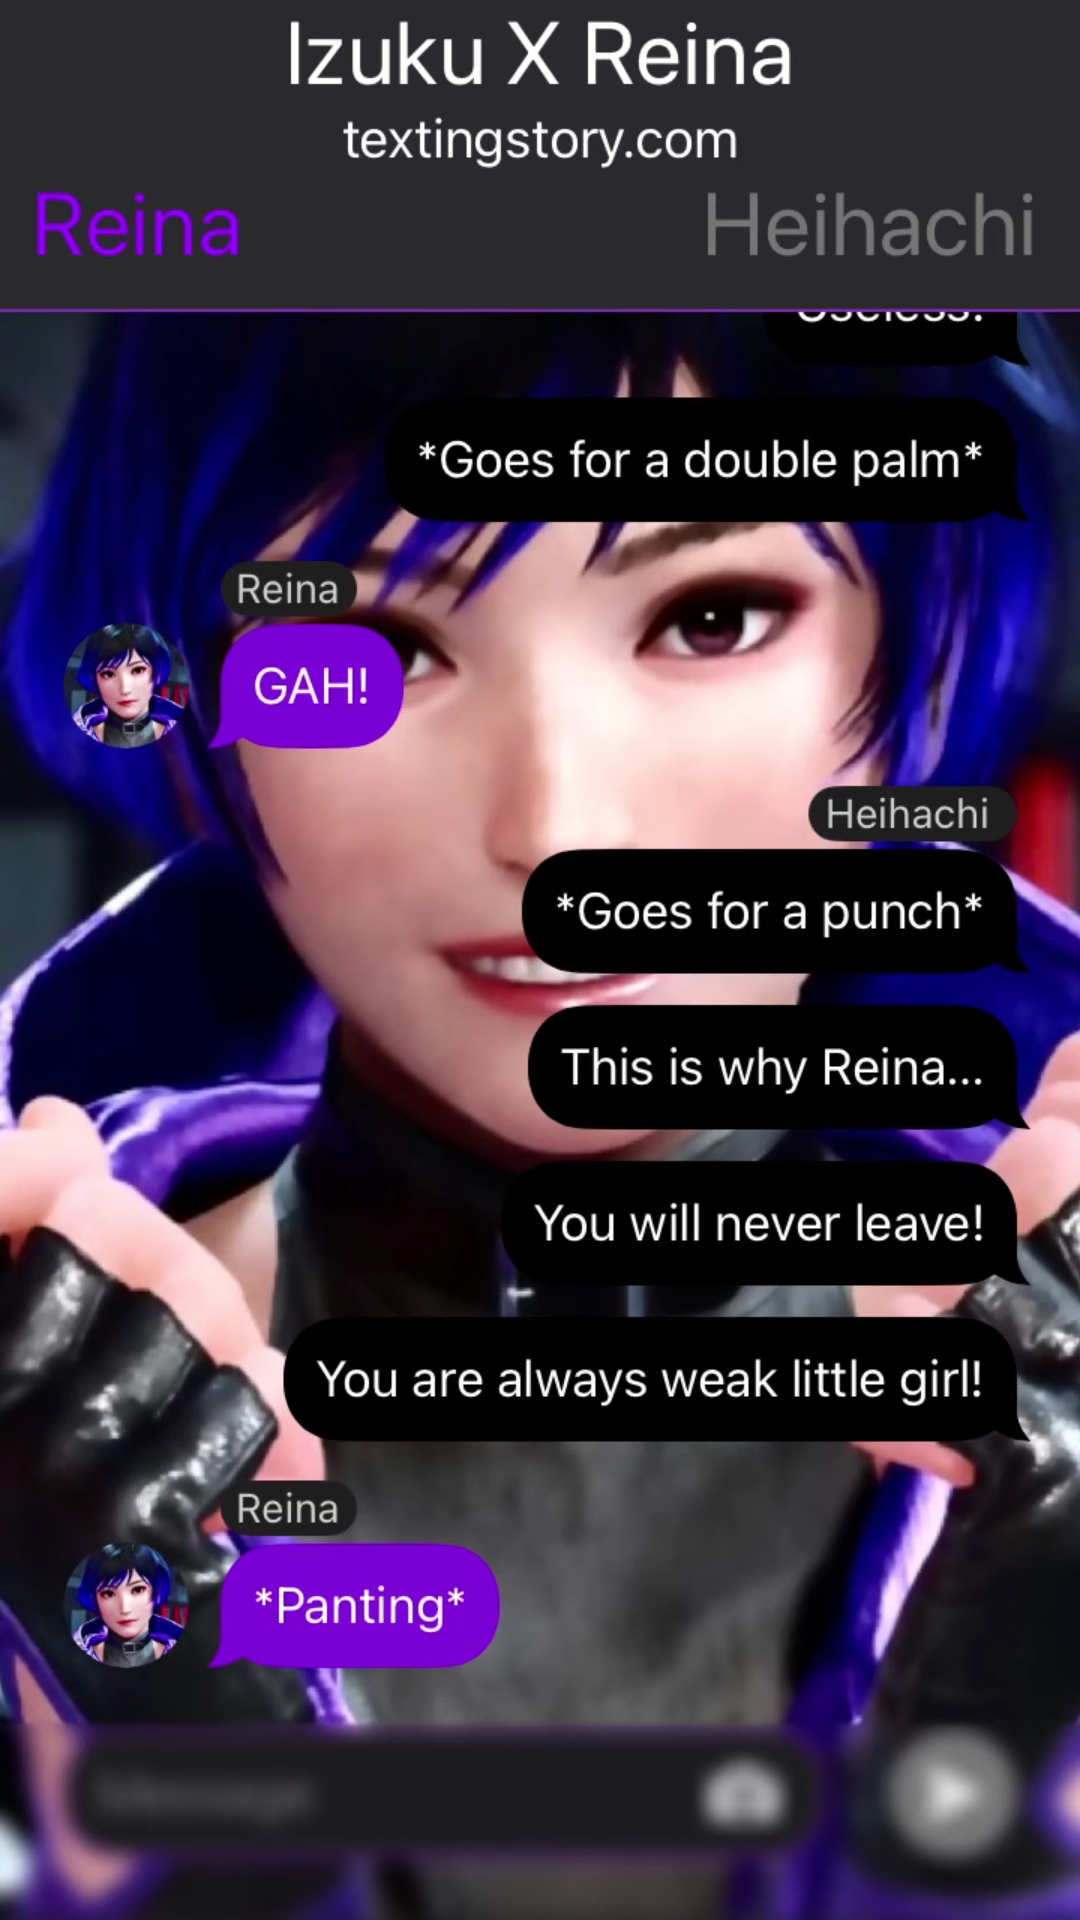 Izuku X Reina
textingstory.com
Reina
Heihachi
*Goes for a double palm*
Reina
GAH!
Heihachi
*Goes for a punch*
This is why Reina...
You will never leave!
You are always weak little girl!
Reina
*Panting*